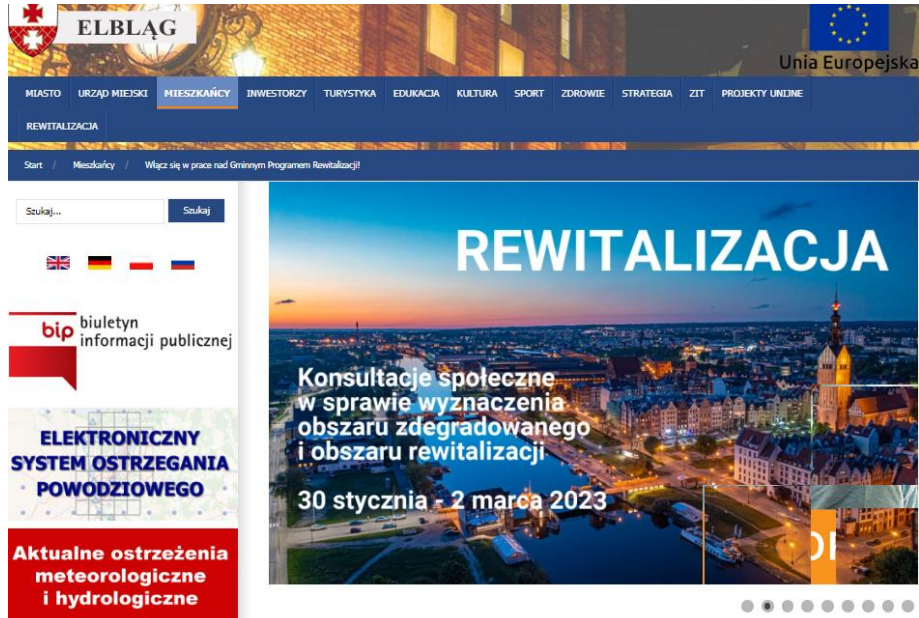 ELBLĄG
Unia Europejska
MIASTO URZĄD MIEJSKI MIESZKAŃCY INWESTORZY TURYSTYKA EDUKACJA KULTURA SPORT ZDROWIE STRATEGIA ZIT PROJEKTY UNIJNE
REWITALIZACJA
Start / Mieszkańcy / Włącz się w prace nad Gminnym Programem Rewitalizacji!
Szukaj... Szukaj
bip biuletyn
informacji publicznej
ELEKTRONICZNY
SYSTEM OSTRZEGANIA
POWODZIOWEGO
Aktualne ostrzeżenia
meteorologiczne
i hydrologiczne
REWITALIZACJA
Konsultacje społeczne
w sprawie wyznaczenia
obszaru zdegradowanego
i obszaru rewitalizacji
30 stycznia - 2 marca 2023